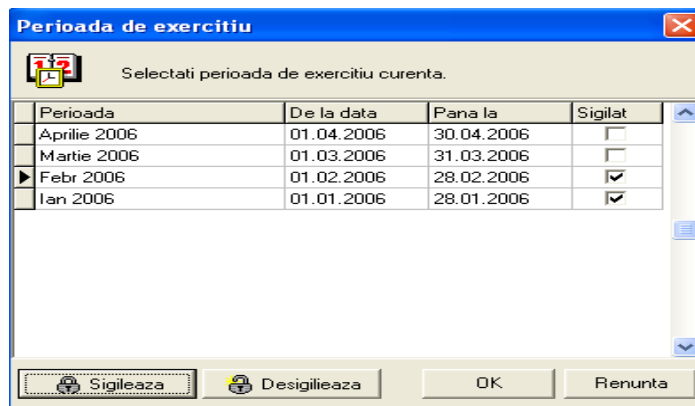 Perioada de exercitiu
Selectati perioada de exercitiu curenta.
Perioada De la data Pana la Sigilat
Aprilie 2006 01.04.2006 30.04.2006
Martie 2006 01.03.2006 31.03.2006
Febr 2006 01.02.2006 28.02.2006
Ian 2006 01.01.2006 28.01.2006
Sigileaza Desigilieaza OK Renunta